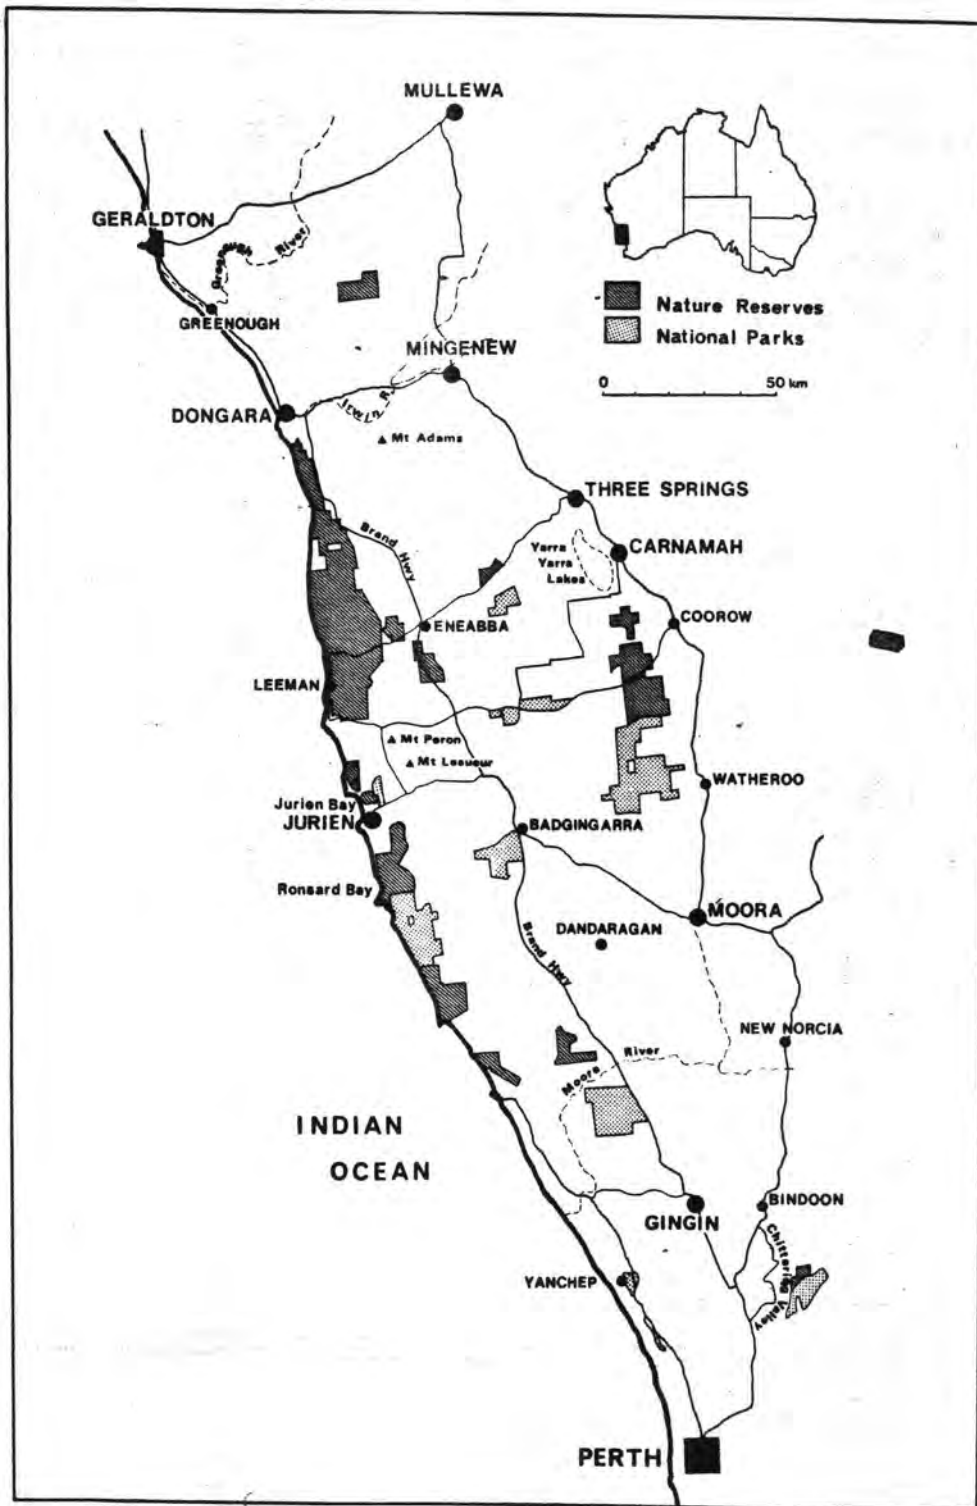 MULLEWA
GERALDTON
Greenough River
GREENOUGH
Nature Reserves
National Parks
0 50 km
MINGENEW
DONGARA
Irwin R.
Mt Adams
THREE SPRINGS
Brand Hwy
Yarra
Yarra
Lakes
CARNAMAH
ENEABBA
COOROW
LEEMAN
Mt Peron
Mt Lesueur
WATHEROO
Jurien Bay
JURIEN
BADGINGARRA
Ronsard Bay
MOORA
DANDARAGAN
Brand Hwy
NEW NORCIA
Moore River
INDIAN
OCEAN
BINDOON
GINGIN
Chittering Valley
YANCHEP
PERTH